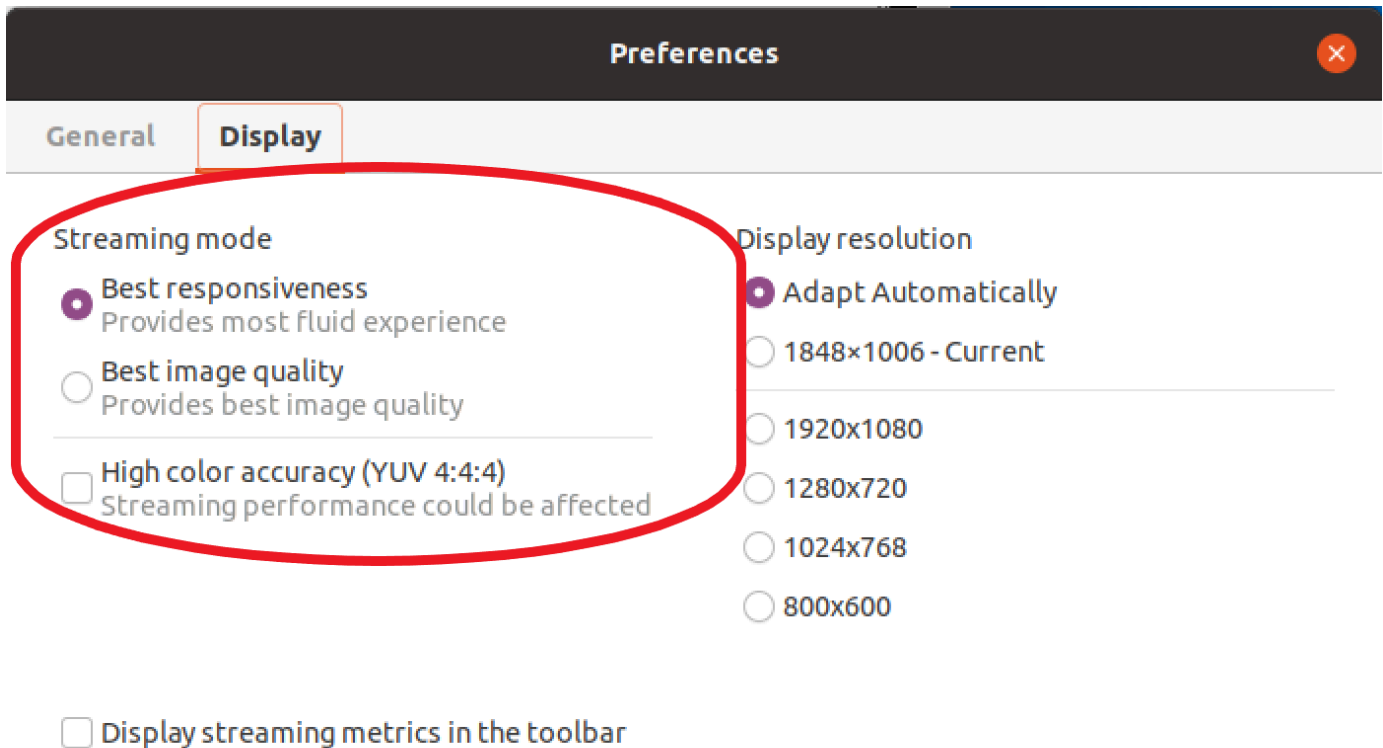 Preferences
General
Display
Streaming mode
Best responsiveness
Provides most fluid experience
Best image quality
Provides best image quality
High color accuracy (YUV 4:4:4)
Streaming performance could be affected
Display resolution
Adapt Automatically
1848×1006 - Current
1920x1080
1280x720
1024x768
800x600
Display streaming metrics in the toolbar